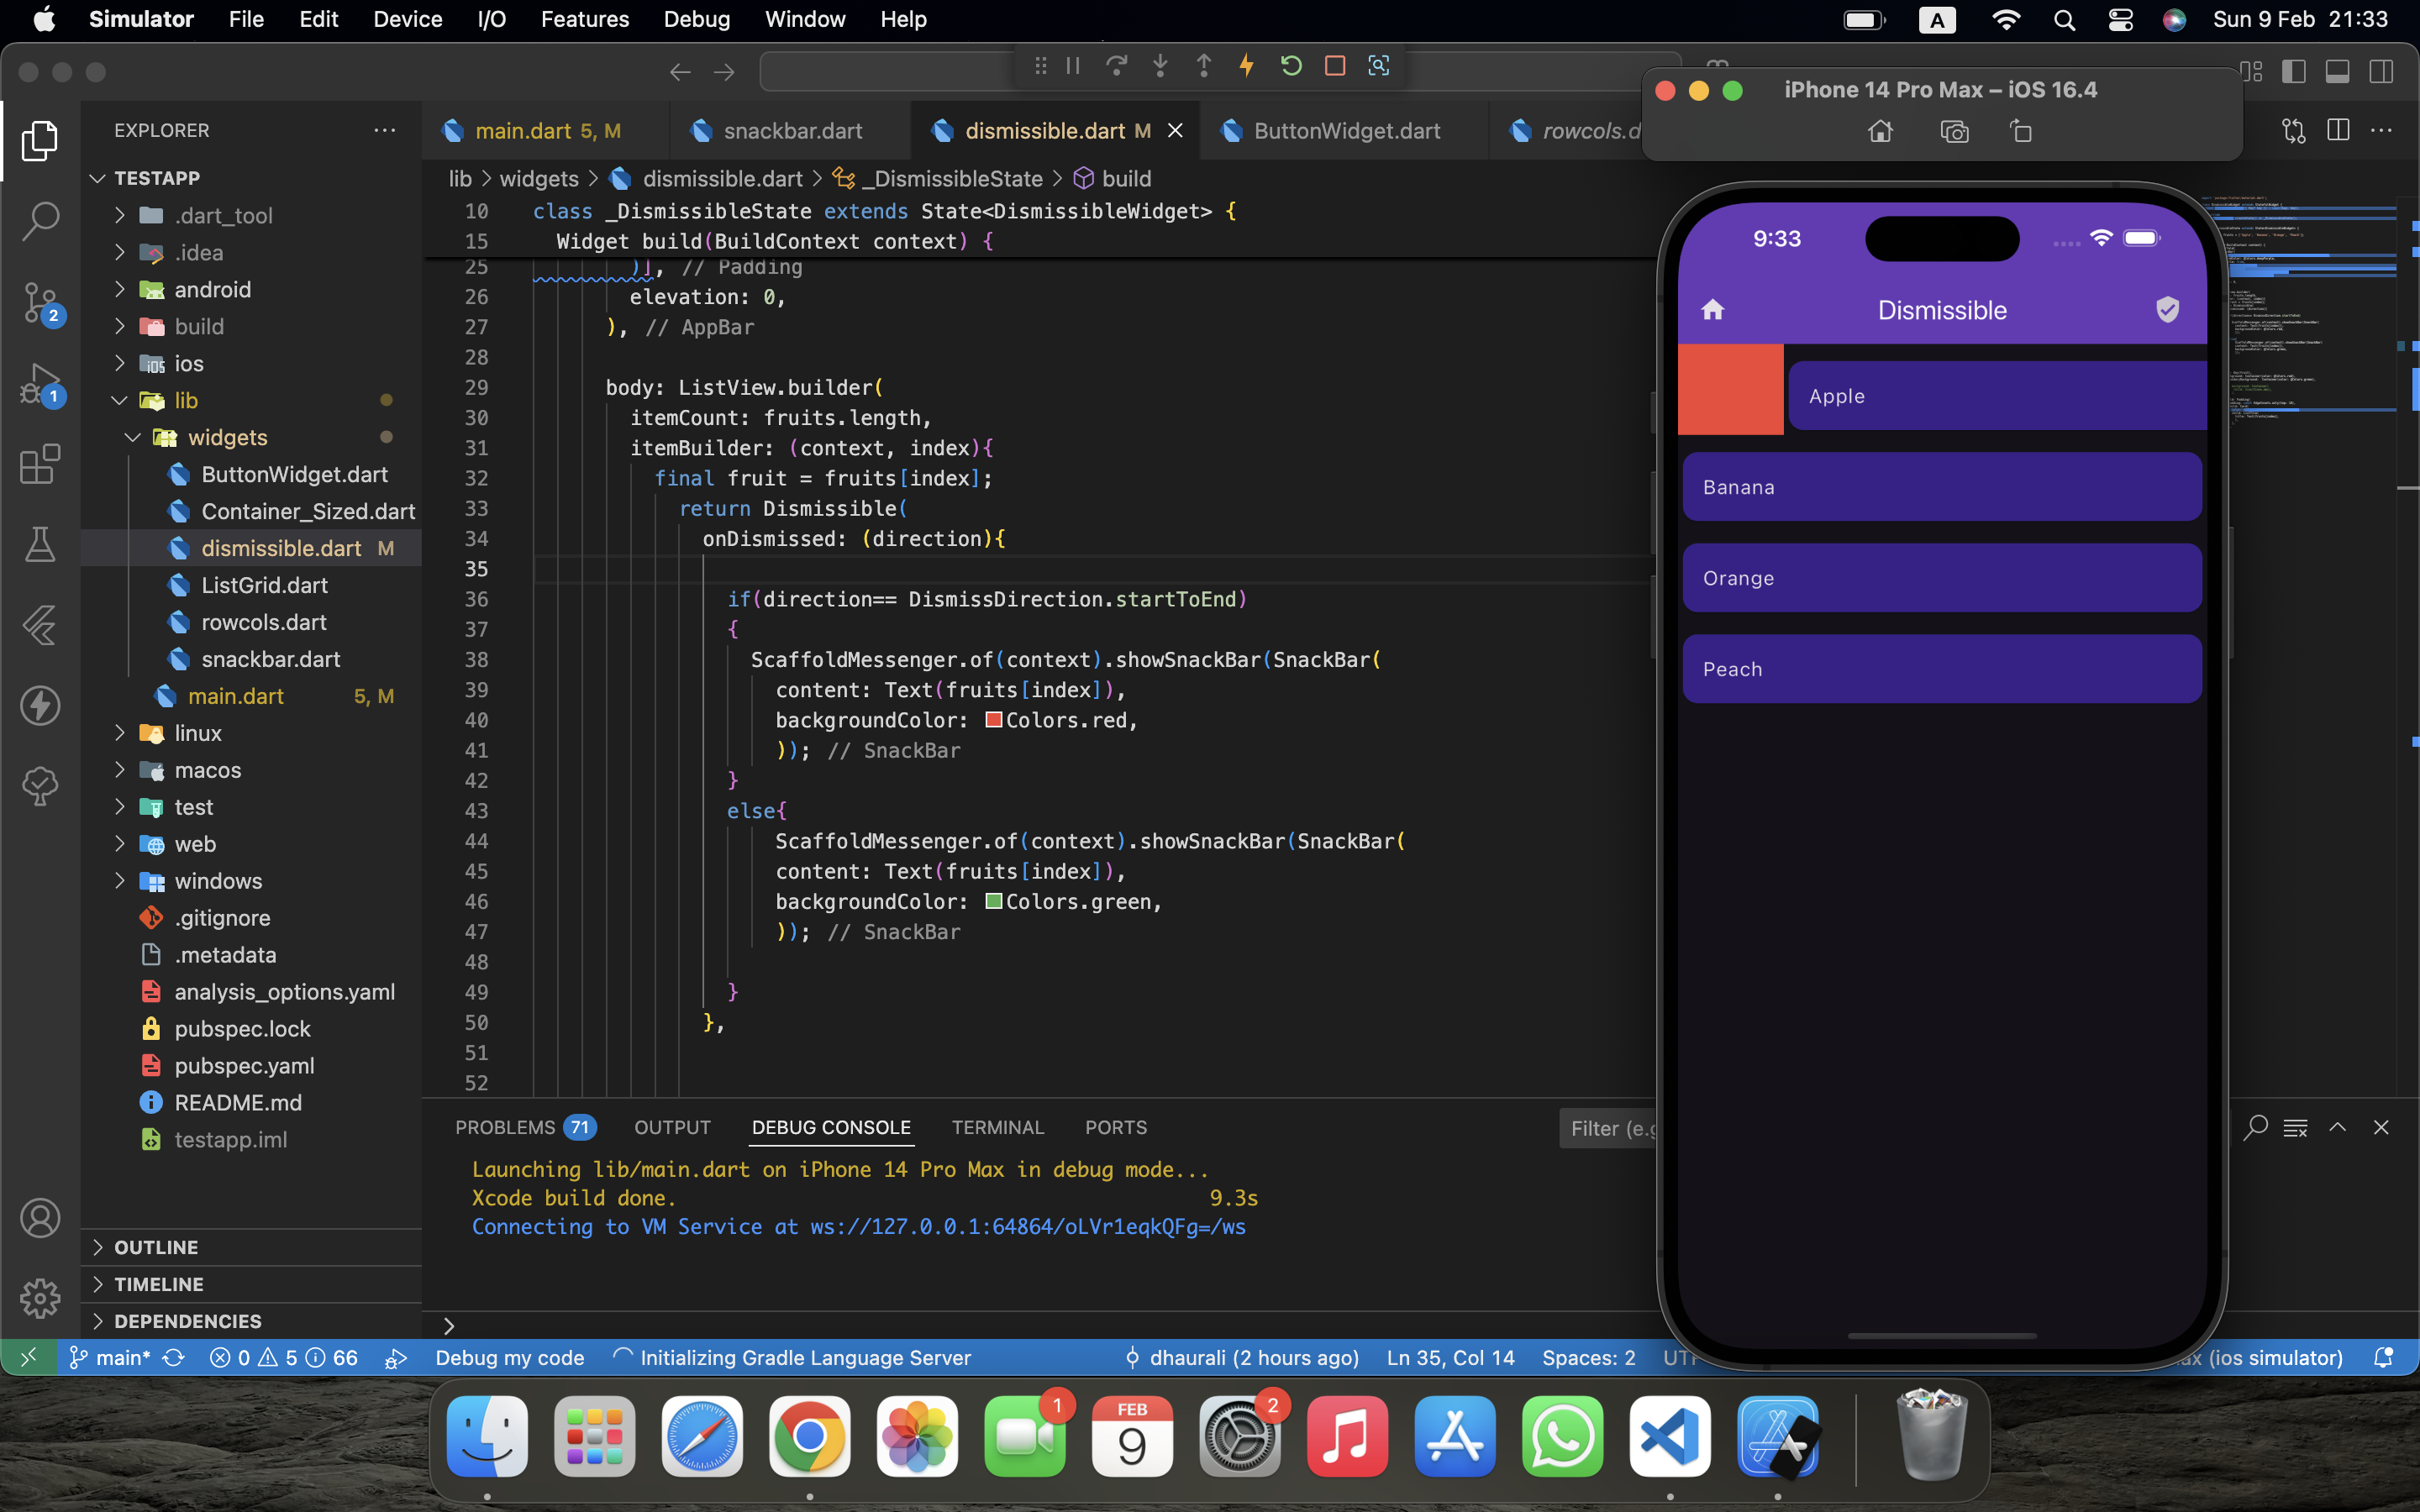 Simulator File Edit Device I/O Features Debug Window Help A Sun 9 Feb 21:33
EXPLORER
TESTAPP
.dart_tool
.idea
android
build
ios
lib
widgets
ButtonWidget.dart
Container_Sized.dart
dismissible.dart M
ListGrid.dart
rowcols.dart
snackbar.dart
main.dart 5, M
linux
macos
test
web
windows
.gitignore
.metadata
analysis_options.yaml
pubspec.lock
pubspec.yaml
README.md
testapp.iml
OUTLINE
TIMELINE
DEPENDENCIES
2
1
main.dart 5, M snackbar.dart dismissible.dart M ButtonWidget.dart rowcols.d
lib > widgets > dismissible.dart > _DismissibleState > build
10 class _DismissibleState extends State<DismissibleWidget> {
15 Widget build(BuildContext context) {
25 )], // Padding
26 elevation: 0,
27 ), // AppBar
28
29 body: ListView.builder(
30 itemCount: fruits.length,
31 itemBuilder: (context, index){
32 final fruit = fruits[index];
33 return Dismissible(
34 onDismissed: (direction){
35
36 if(direction== DismissDirection.startToEnd)
37 {
38 ScaffoldMessenger.of(context).showSnackBar(SnackBar(
39 content: Text(fruits[index]),
40 backgroundColor: Colors.red,
41 )); // SnackBar
42 }
43 else{
44 ScaffoldMessenger.of(context).showSnackBar(SnackBar(
45 content: Text(fruits[index]),
46 backgroundColor: Colors.green,
47 )); // SnackBar
48
49 }
50 },
51
52
PROBLEMS 71 OUTPUT DEBUG CONSOLE TERMINAL PORTS Filter (e.g
Launching lib/main.dart on iPhone 14 Pro Max in debug mode...
Xcode build done. 9.3s
Connecting to VM Service at ws://127.0.0.1:64864/oLVr1eqkQFg=/ws
main* 0 5 66 Debug my code Initializing Gradle Language Server dhaurali (2 hours ago) Ln 35, Col 14 Spaces: 2 UTF ax (ios simulator)
iPhone 14 Pro Max – iOS 16.4
9:33
Dismissible
Apple
Banana
Orange
Peach
1
FEB
9
2